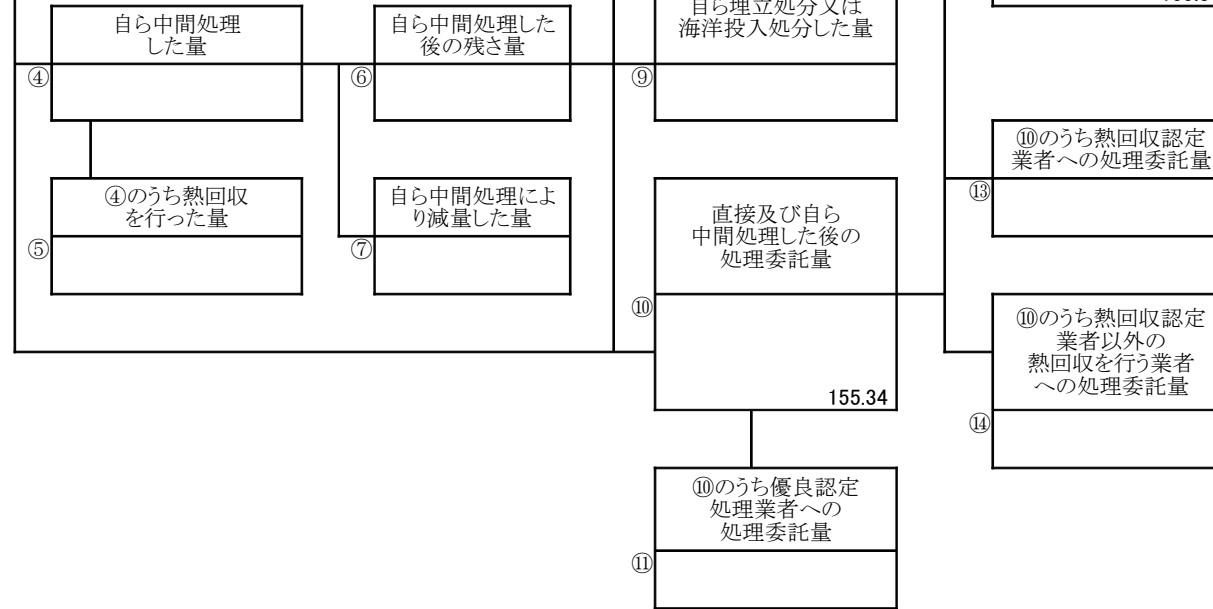 自ら中間処理
した量
④
自ら中間処理した
後の残さ量
⑥
自ら埋立処分又は
海洋投入処分した量
⑨
④のうち熱回収
を行った量
⑤
自ら中間処理によ
り減量した量
⑦
直接及び自ら
中間処理した後の
処理委託量
⑩
155.34
⑩のうち優良認定
処理業者への
処理委託量
⑪
⑩のうち熱回収認定
業者への処理委託量
⑬
⑩のうち熱回収認定
業者以外の
熱回収を行う業者
への処理委託量
⑭